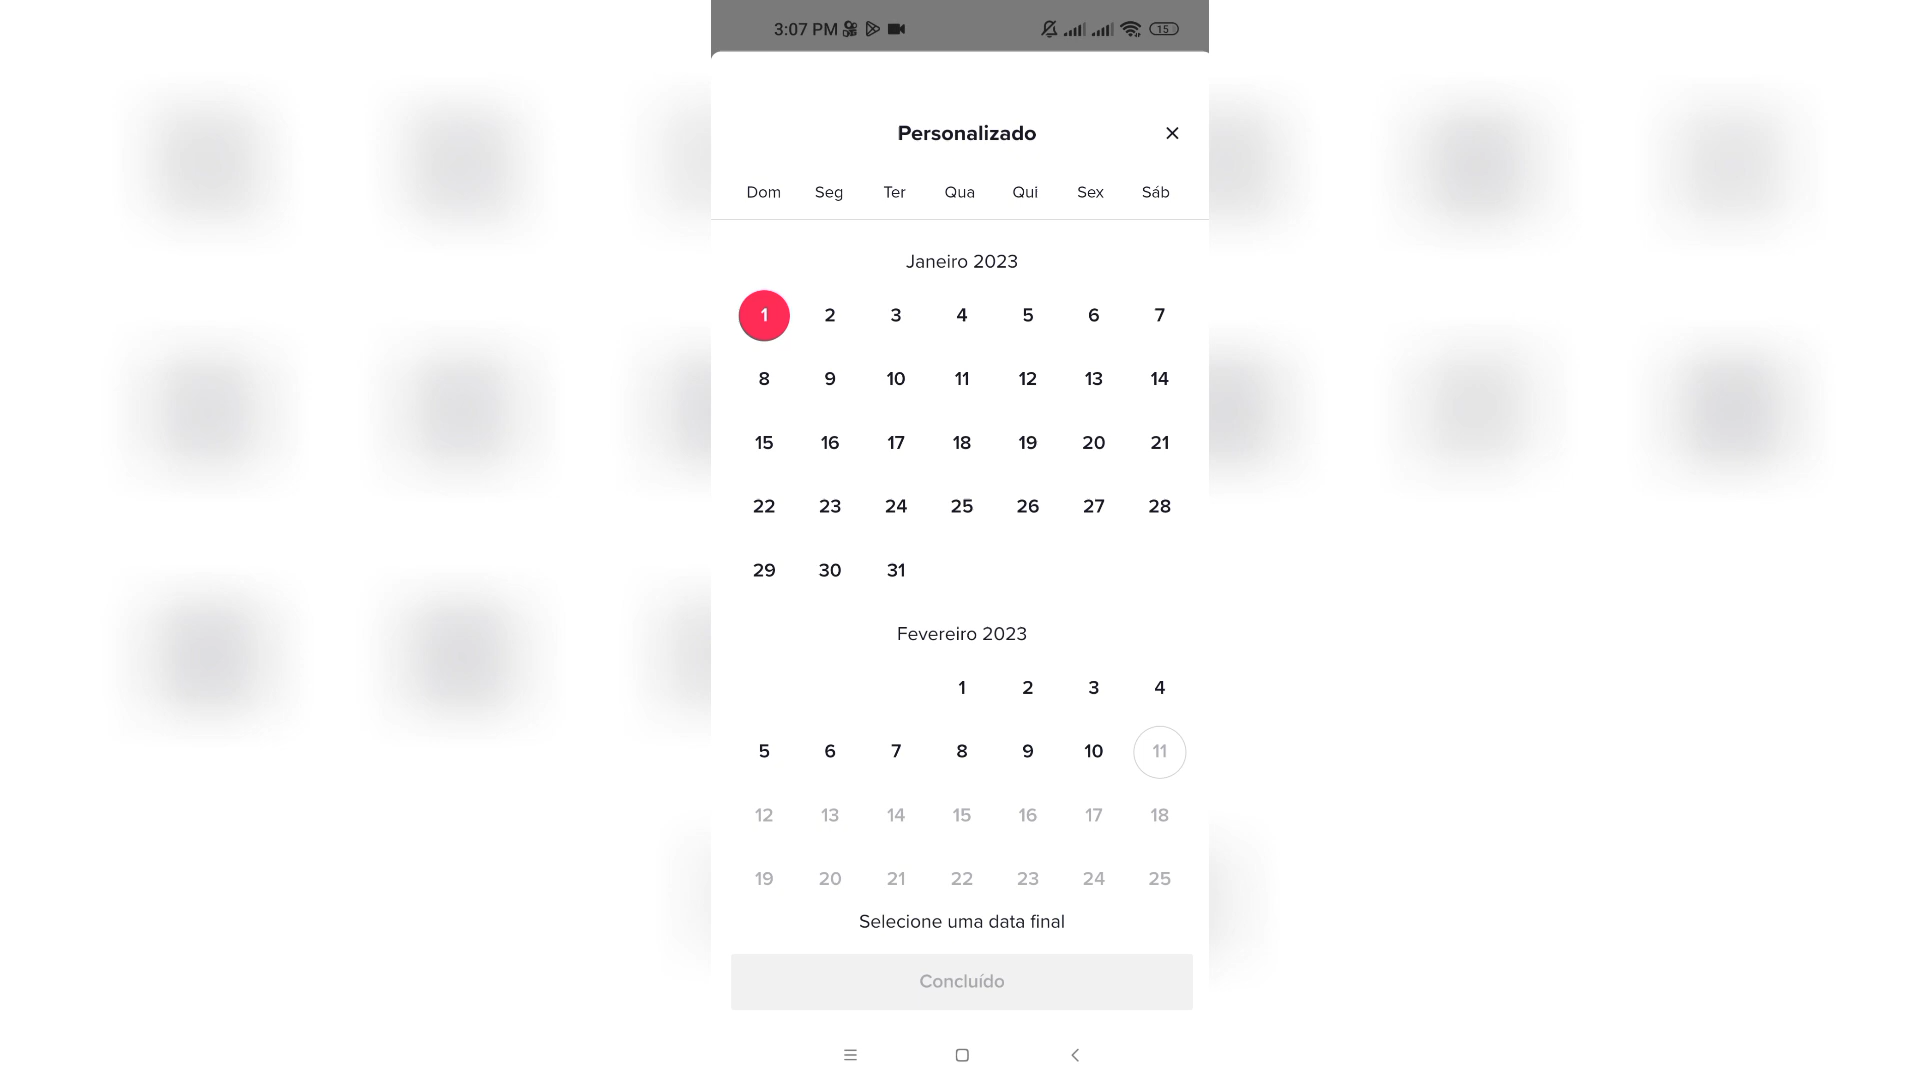 3:07 PM 15
Personalizado
Dom Seg Ter Qua Qui Sex Sáb
Janeiro 2023
1 2 3 4 5 6 7
8 9 10 11 12 13 14
15 16 17 18 19 20 21
22 23 24 25 26 27 28
29 30 31
Fevereiro 2023
1 2 3 4
5 6 7 8 9 10 11
12 13 14 15 16 17 18
19 20 21 22 23 24 25
Selecione uma data final
Concluído